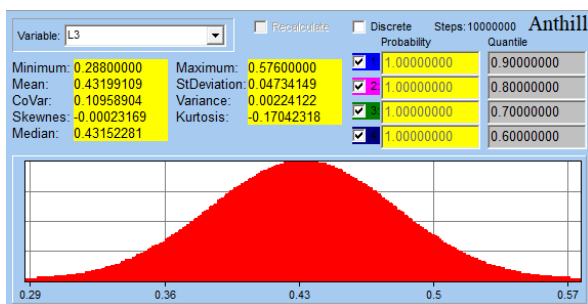 Variable: L3 Recalculate Discrete Steps:10000000 Anthill
Probability Quantile
Minimum: 0.28800000 Maximum: 0.57600000 1 1.00000000 0.90000000
Mean: 0.43199109 StDeviation: 0.04734149 2 1.00000000 0.80000000
CoVar: 0.10958904 Variance: 0.00224122 3 1.00000000 0.70000000
Skewnes: -0.00023169 Kurtosis: -0.17042318 1.00000000 0.60000000
Median: 0.43152281
0.29 0.36 0.43 0.5 0.57